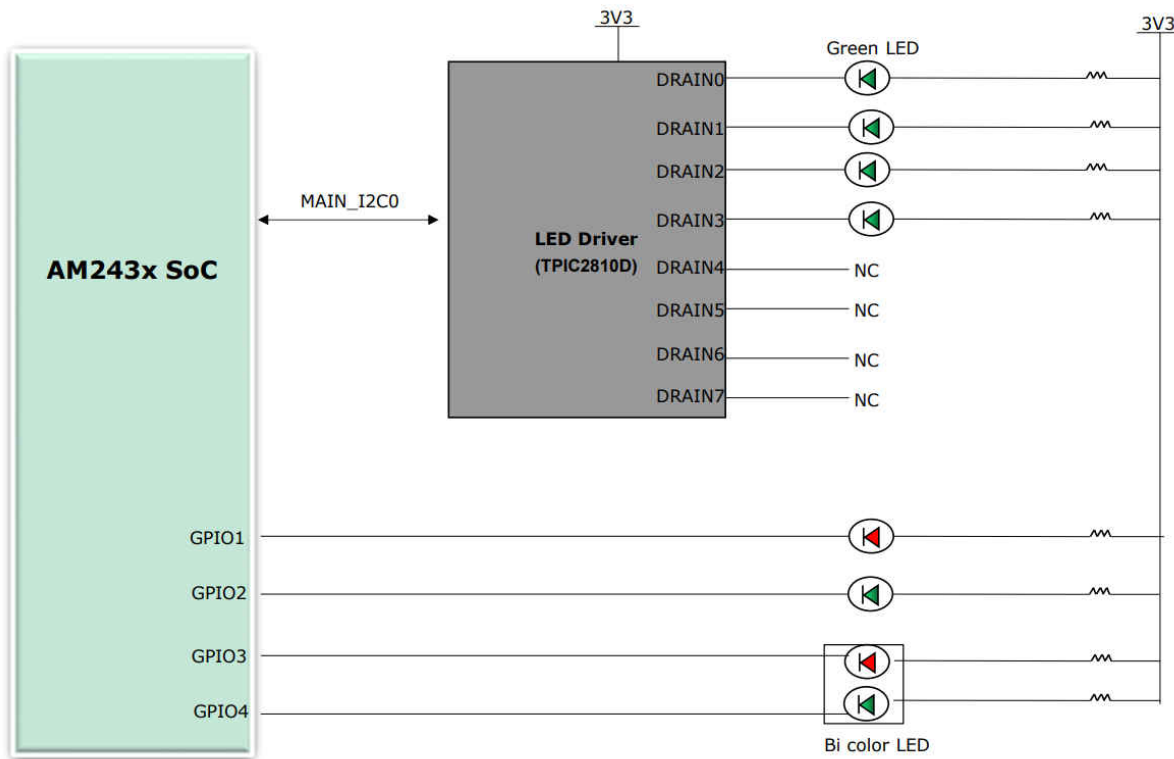 3V3
3V3
Green LED
DRAIN0
DRAIN1
DRAIN2
MAIN_I2C0
DRAIN3
LED Driver
(TPIC2810D)
AM243x SoC
DRAIN4
NC
DRAIN5
NC
DRAIN6
NC
DRAIN7
NC
GPIO1
GPIO2
GPIO3
GPIO4
Bi color LED